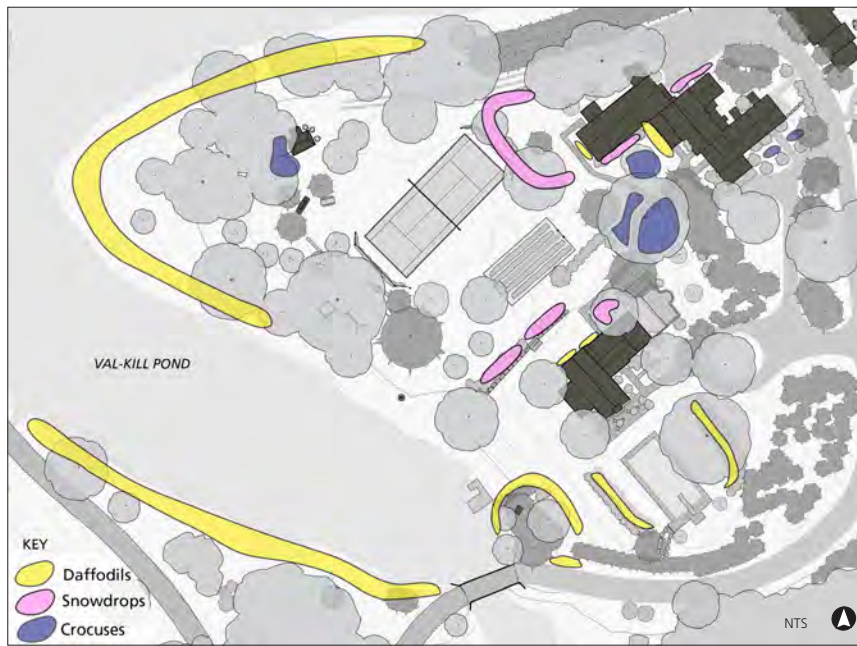 VAL-KILL POND
KEY
Daffodils
Snowdrops
Crocuses
NTS